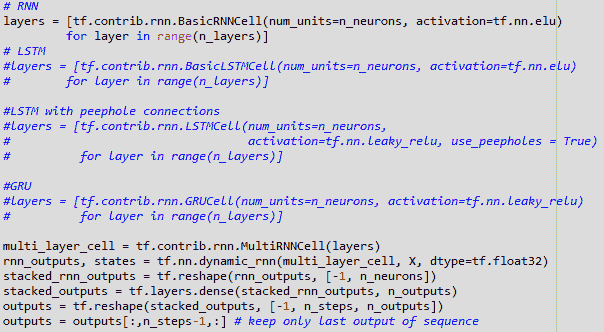 # RNN
layers = [tf.contrib.rnn.BasicRNNCell(num_units=n_neurons, activation=tf.nn.elu)
         for layer in range(n_layers)]
# LSTM
#layers = [tf.contrib.rnn.BasicLSTMCell(num_units=n_neurons, activation=tf.nn.elu)
#        for layer in range(n_layers)]

#LSTM with peephole connections
#layers = [tf.contrib.rnn.LSTMCell(num_units=n_neurons,
#                                  activation=tf.nn.leaky_relu, use_peepholes = True)
#          for layer in range(n_layers)]

#GRU
#layers = [tf.contrib.rnn.GRUCell(num_units=n_neurons, activation=tf.nn.leaky_relu)
#          for layer in range(n_layers)]

multi_layer_cell = tf.contrib.rnn.MultiRNNCell(layers)
rnn_outputs, states = tf.nn.dynamic_rnn(multi_layer_cell, X, dtype=tf.float32)
stacked_rnn_outputs = tf.reshape(rnn_outputs, [-1, n_neurons])
stacked_outputs = tf.layers.dense(stacked_rnn_outputs, n_outputs)
outputs = tf.reshape(stacked_outputs, [-1, n_steps, n_outputs])
outputs = outputs[:,n_steps-1,:] # keep only last output of sequence